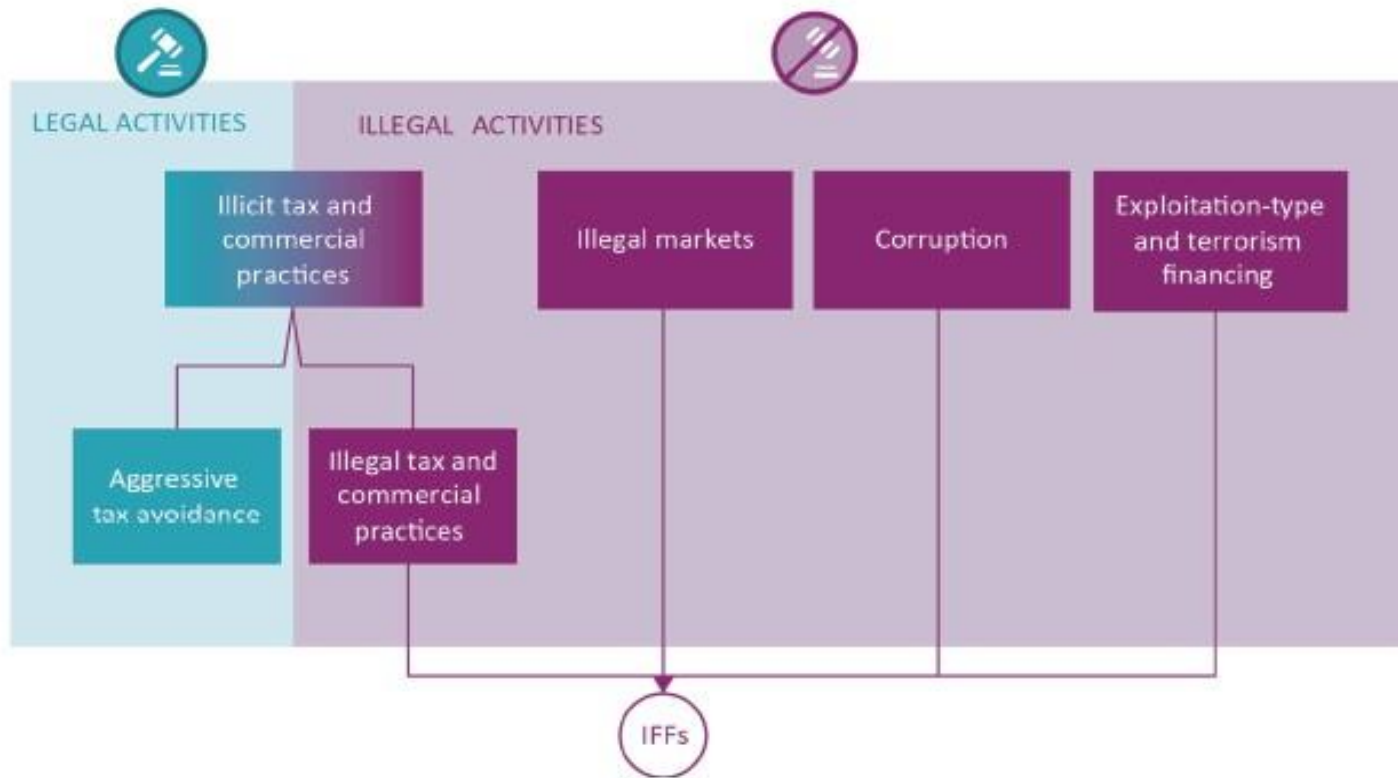 LEGAL ACTIVITIES
ILLEGAL ACTIVITIES
Illicit tax and
commercial
practices
Illegal markets
Corruption
Exploitation-type
and terrorism
financing
Aggressive
tax avoidance
Illegal tax and
commercial
practices
IFFs